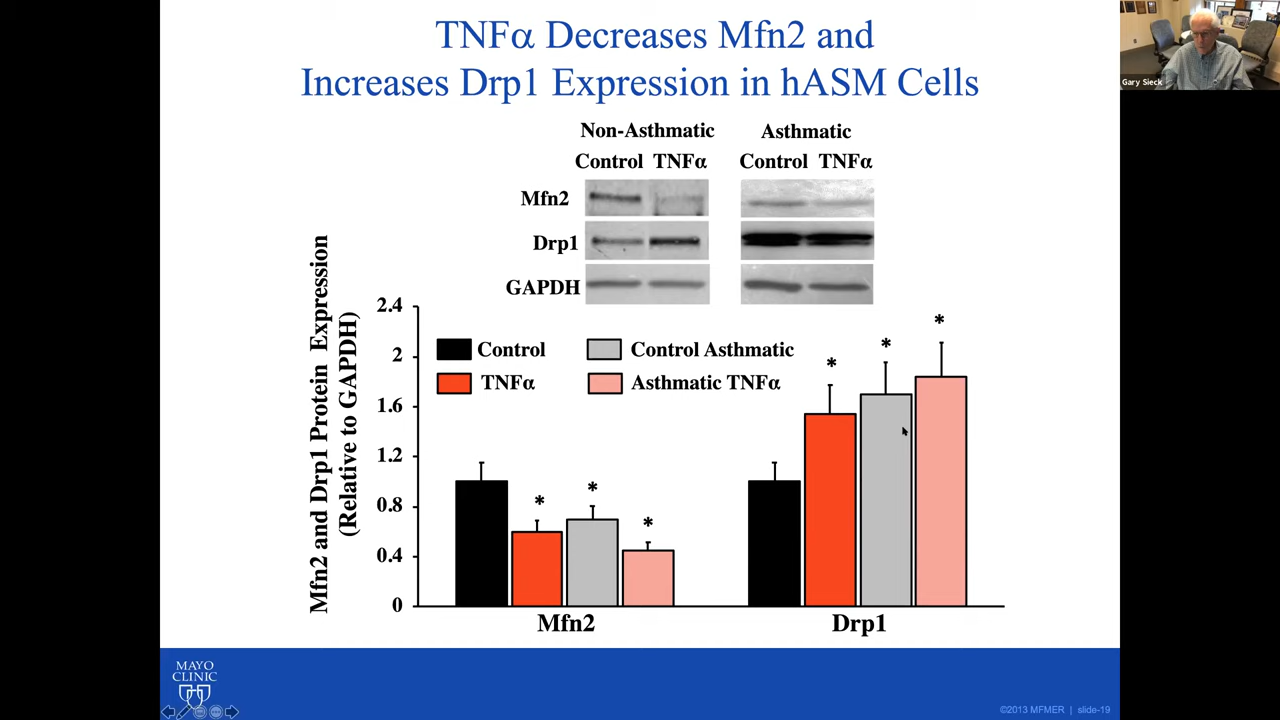 TNFα Decreases Mfn2 and
Increases Drp1 Expression in hASM Cells
Gary Sieck
Non-Asthmatic Asthmatic
Control TNFα Control TNFα
Mfn2
Drp1
GAPDH
Mfn2 and Drp1 Protein Expression
(Relative to GAPDH)
2.4
2
1.6
1.2
0.8
0.4
0
Control Control Asthmatic
TNFα Asthmatic TNFα
* * * * * *
Mfn2 Drp1
MAYO
CLINIC
©2013 MFMER | slide-19